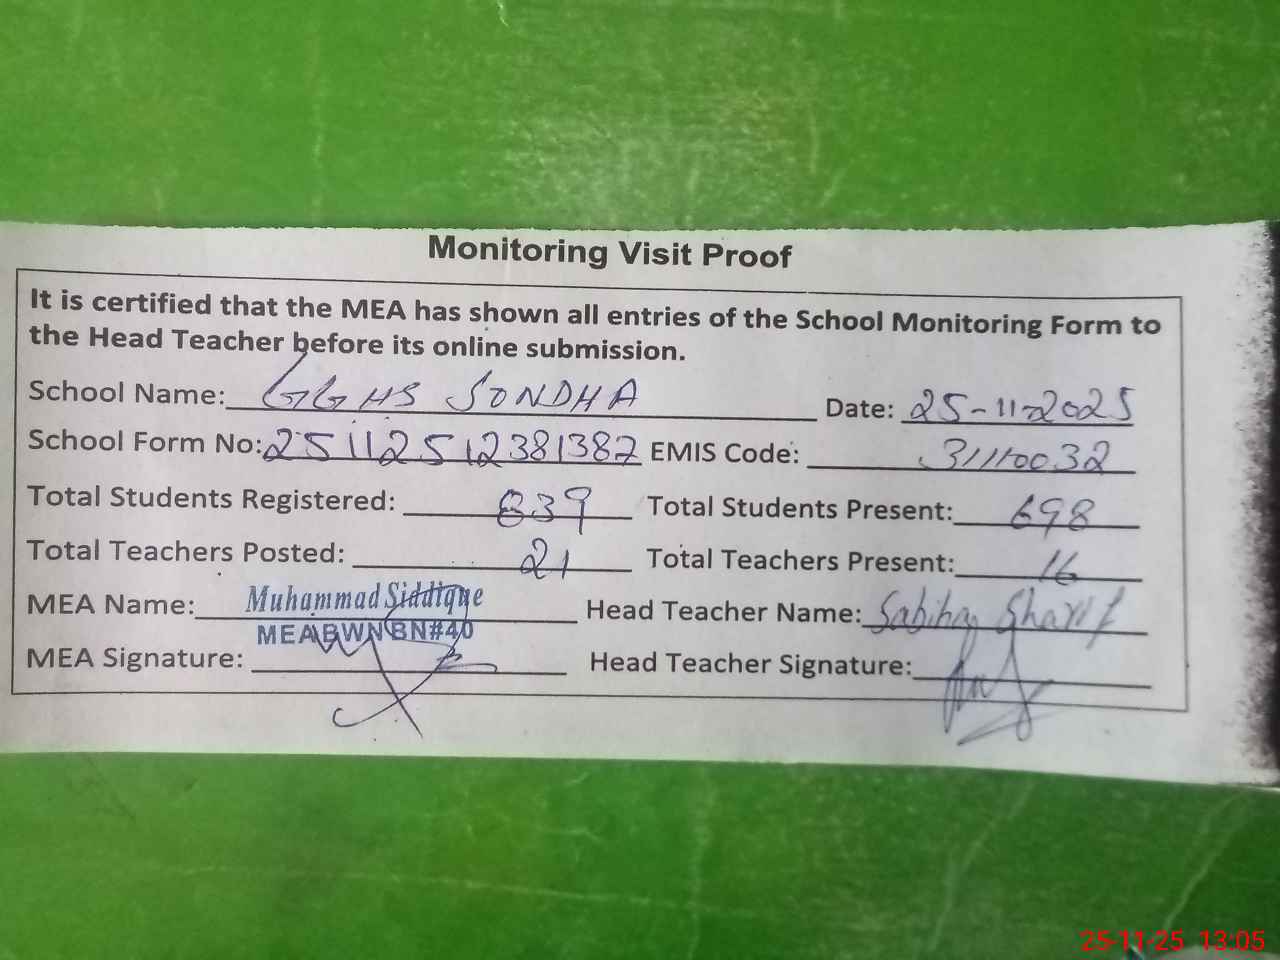 Monitoring Visit Proof
It is certified that the MEA has shown all entries of the School Monitoring Form to
the Head Teacher before its online submission.
School Name: GGHS SONDHA Date: 25-11-2025
School Form No: 25112512381387 EMIS Code: 31110032
Total Students Registered: 839 Total Students Present: 698
Total Teachers Posted: 21 Total Teachers Present: 16
MEA Name: Muhammad Siddique Head Teacher Name: Sabiha Sharif
MEA BWN BN#40
MEA Signature: Head Teacher Signature:
25-11-25 13:05